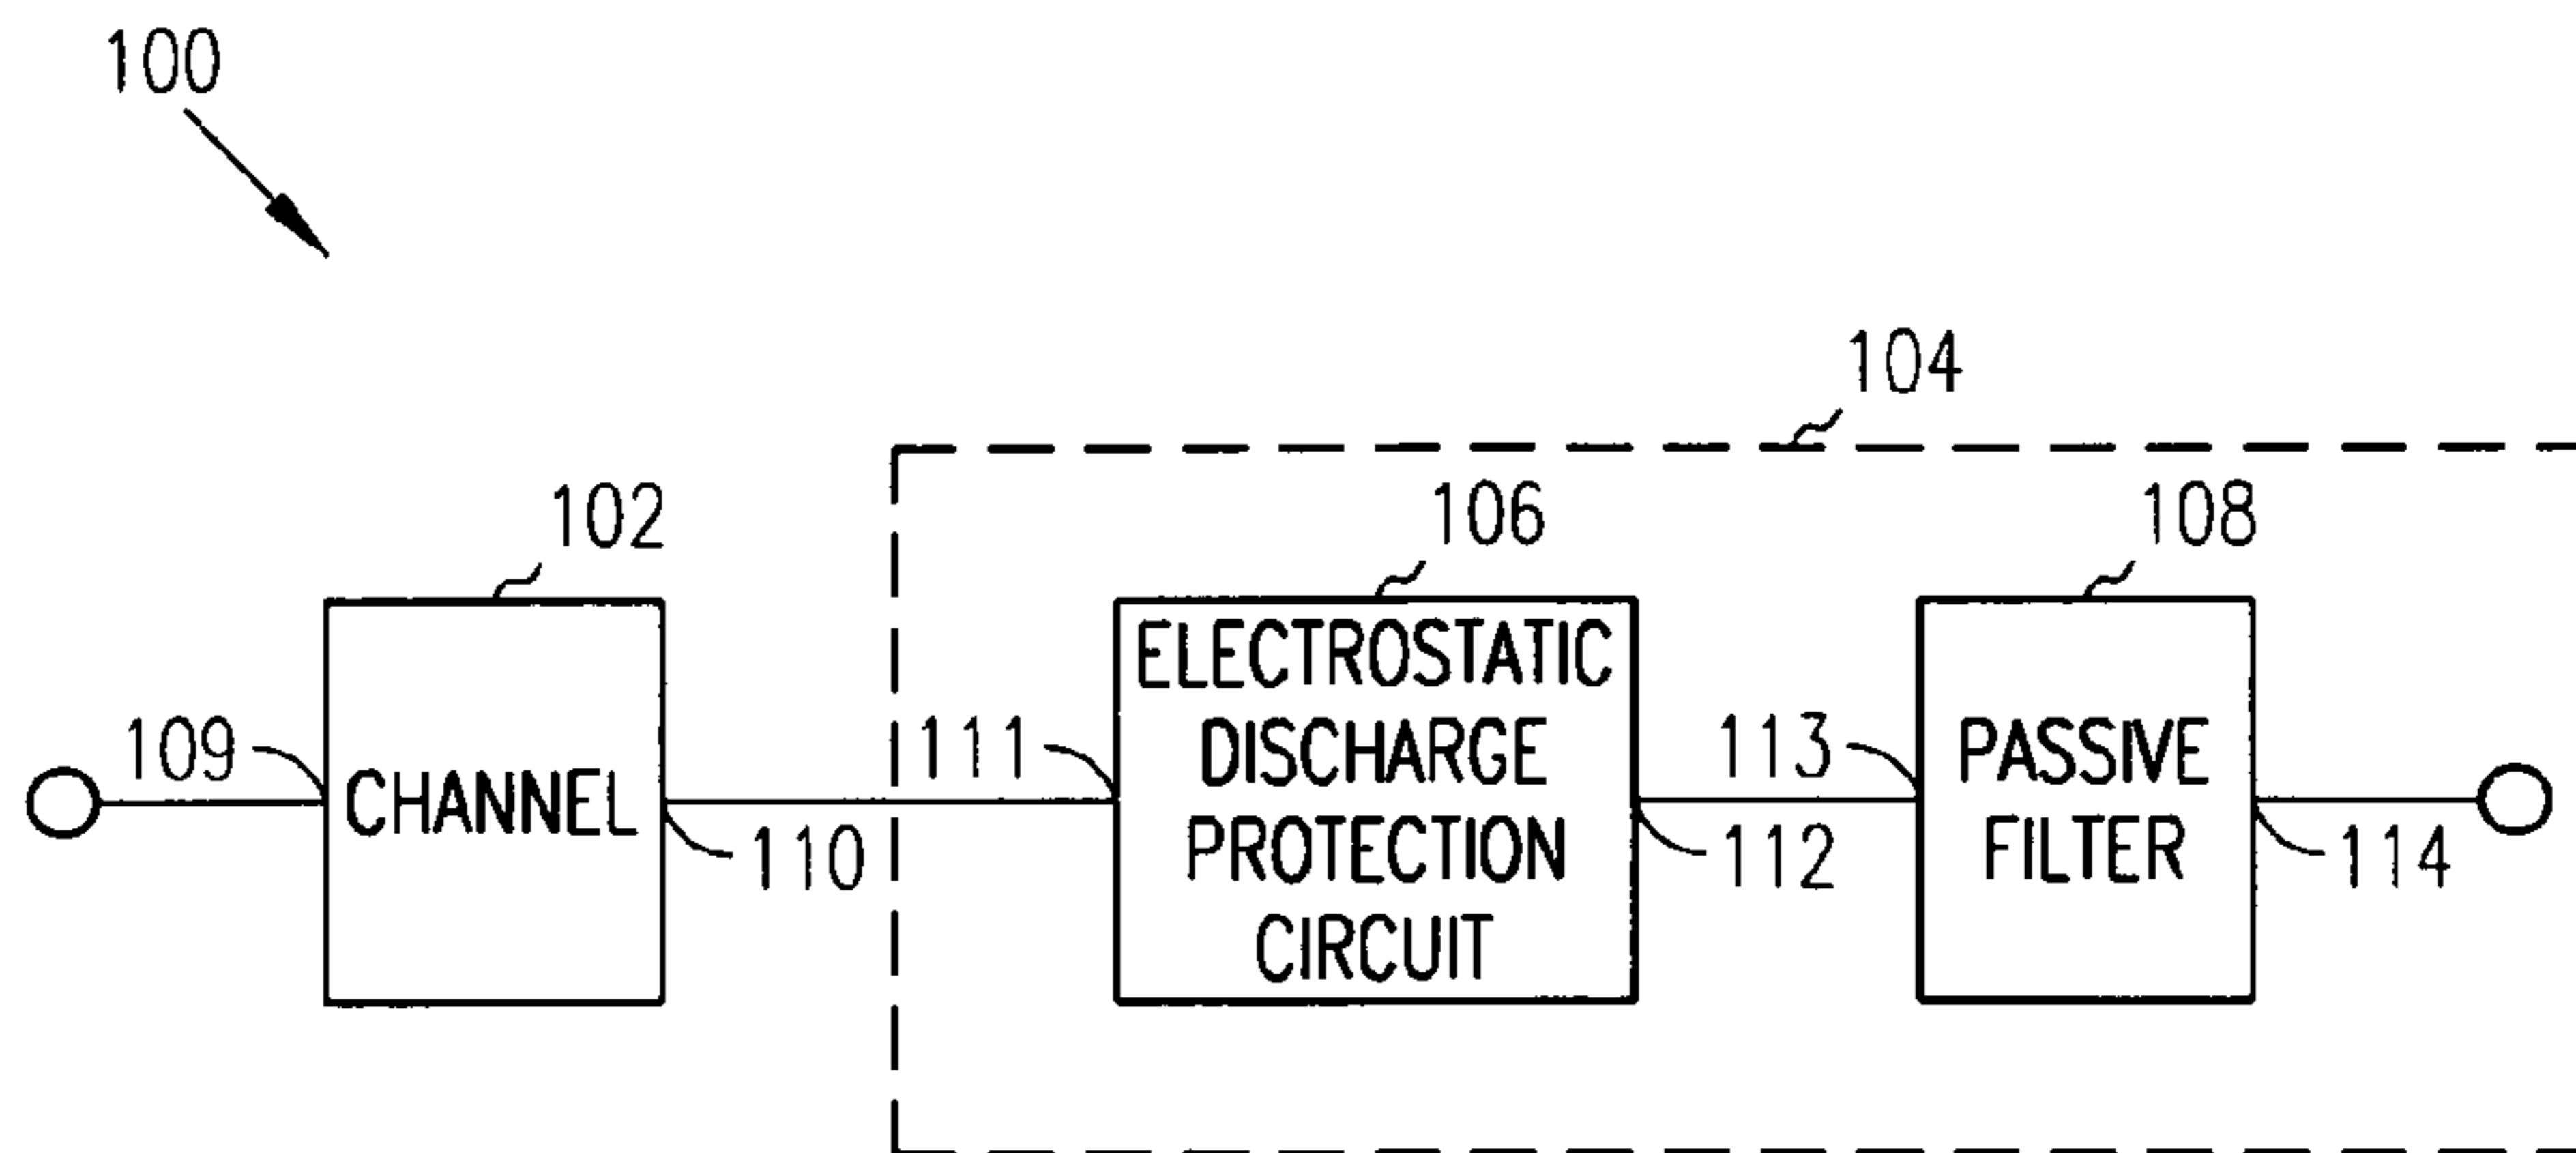 100
104
102
106
108
109
CHANNEL
110
111
ELECTROSTATIC
DISCHARGE
PROTECTION
CIRCUIT
112
113
PASSIVE
FILTER
114